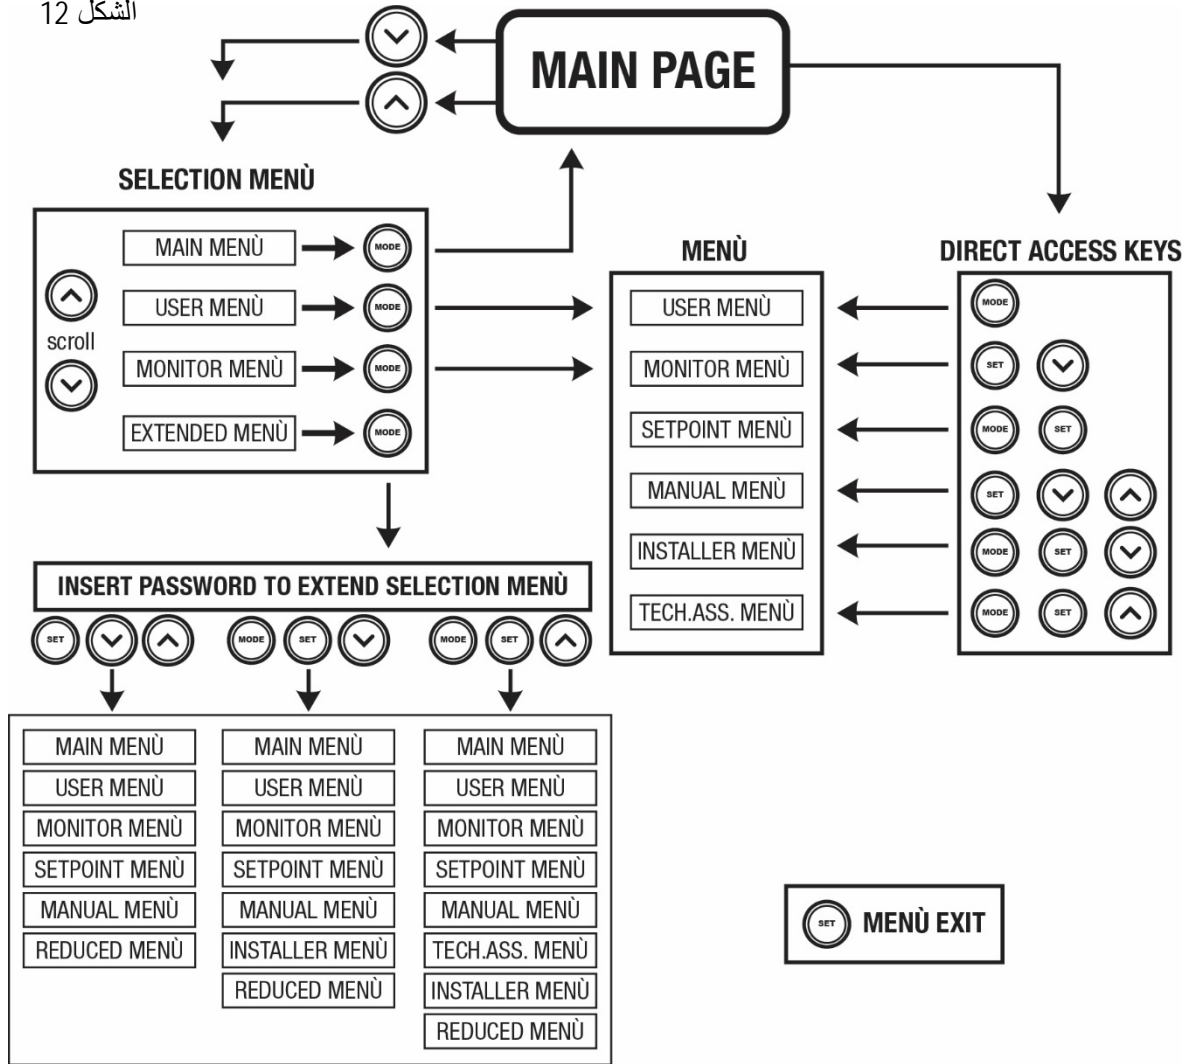 الشكل 12
MAIN PAGE
SELECTION MENÙ
MAIN MENÙ MODE
USER MENÙ MODE
scroll
MONITOR MENÙ MODE
EXTENDED MENÙ MODE
MENÙ
USER MENÙ
MONITOR MENÙ
SETPOINT MENÙ
MANUAL MENÙ
INSTALLER MENÙ
TECH.ASS. MENÙ
DIRECT ACCESS KEYS
MODE
SET
MODE SET
SET
MODE SET
MODE SET
INSERT PASSWORD TO EXTEND SELECTION MENÙ
SET MODE SET MODE SET
MAIN MENÙ
USER MENÙ
MONITOR MENÙ
SETPOINT MENÙ
MANUAL MENÙ
REDUCED MENÙ
MAIN MENÙ
USER MENÙ
MONITOR MENÙ
SETPOINT MENÙ
MANUAL MENÙ
INSTALLER MENÙ
REDUCED MENÙ
MAIN MENÙ
USER MENÙ
MONITOR MENÙ
SETPOINT MENÙ
MANUAL MENÙ
TECH.ASS. MENÙ
INSTALLER MENÙ
REDUCED MENÙ
SET MENÙ EXIT